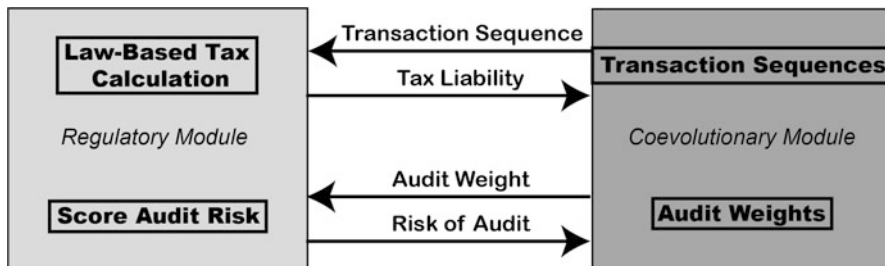 Law-Based Tax
Calculation
Regulatory Module
Score Audit Risk
Transaction Sequence
Tax Liability
Audit Weight
Risk of Audit
Transaction Sequences
Coevolutionary Module
Audit Weights